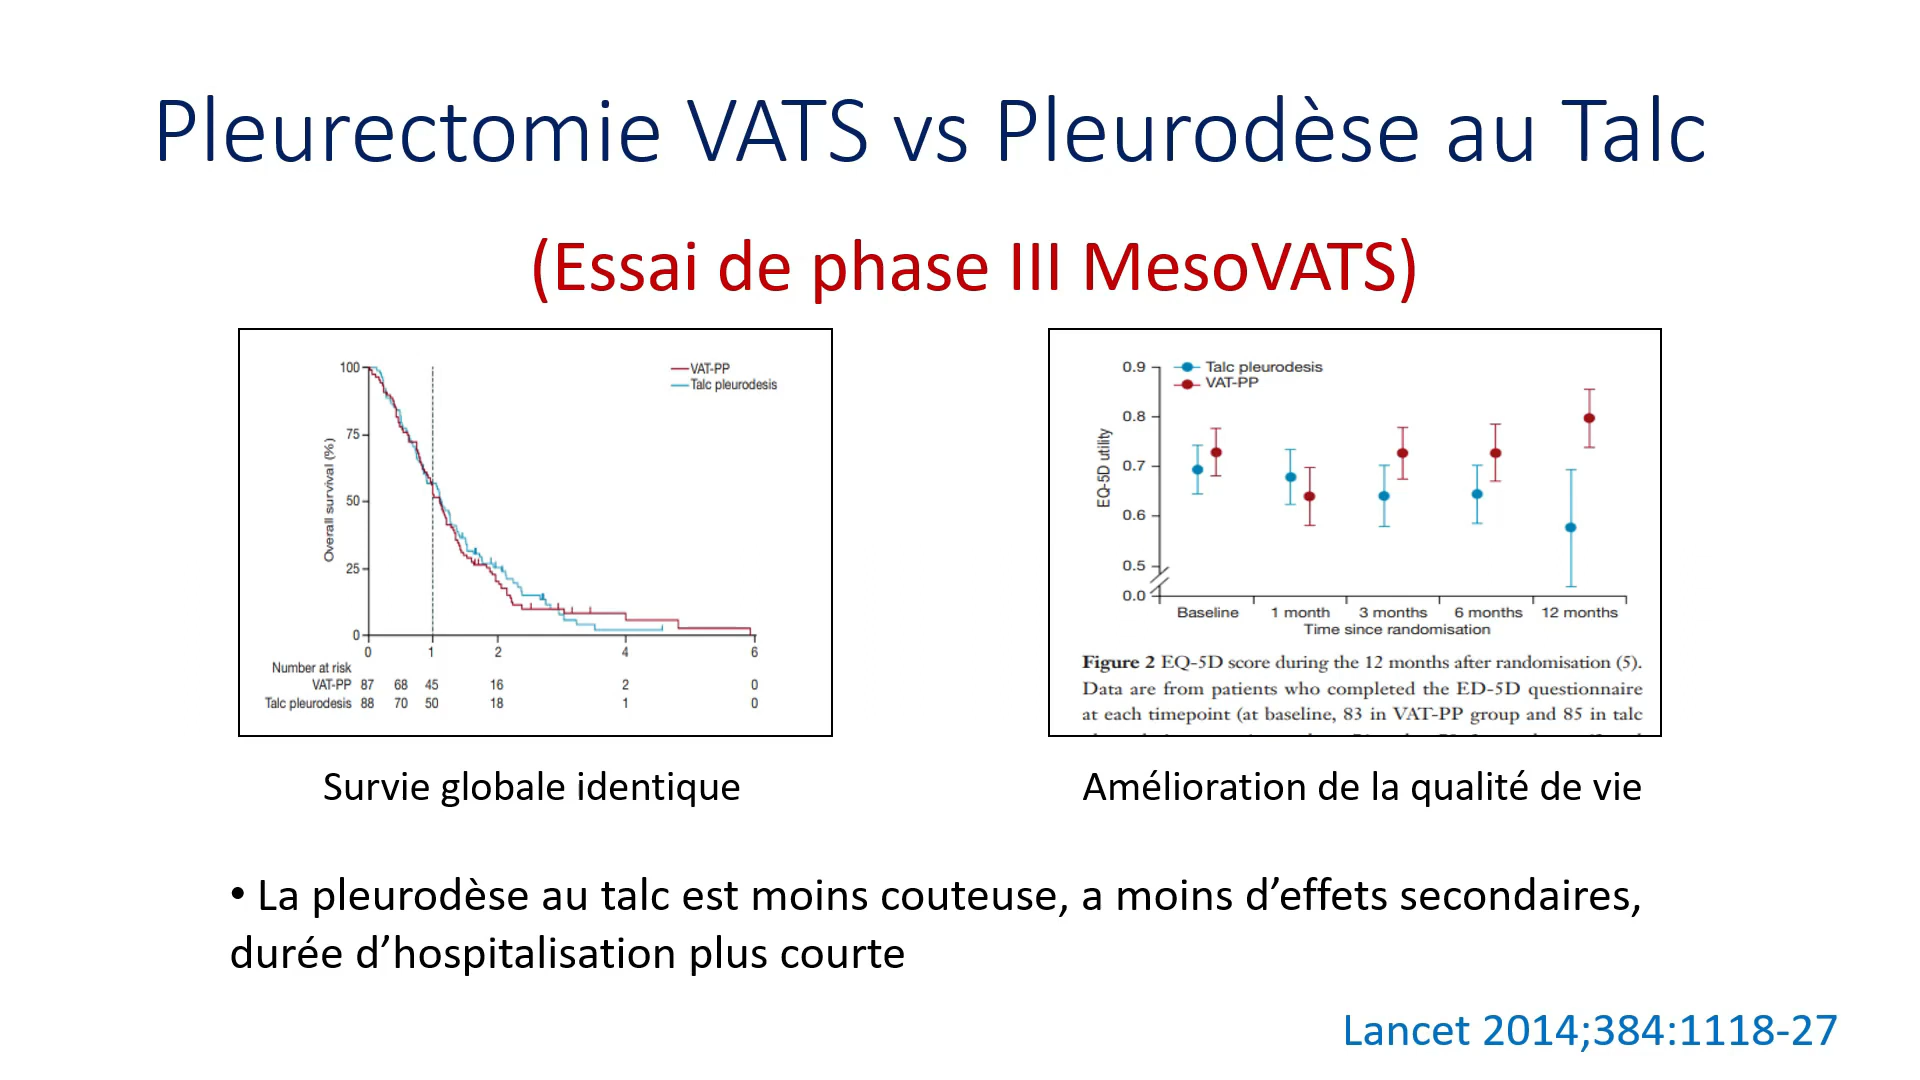 Pleurectomie VATS vs Pleurodèse au Talc
(Essai de phase III MesoVATS)
100
75
50
25
0
Overall survival (%)
VAT-PP
Talc pleurodesis
0 1 2 4 6
Number at risk
VAT-PP 87 68 45 16 2 0
Talc pleurodesis 88 70 50 18 1 0
0.9
0.8
0.7
0.6
0.5
0.0
EQ-5D utility
Talc pleurodesis
VAT-PP
Baseline 1 month 3 months 6 months 12 months
Time since randomisation
Figure 2 EQ-5D score during the 12 months after randomisation (5).
Data are from patients who completed the ED-5D questionnaire
at each timepoint (at baseline, 83 in VAT-PP group and 85 in talc
Survie globale identique
Amélioration de la qualité de vie
• La pleurodèse au talc est moins couteuse, a moins d’effets secondaires,
durée d’hospitalisation plus courte
Lancet 2014;384:1118-27